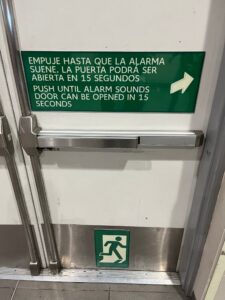 EMPUJE HASTA QUE LA ALARMA
SUENE, LA PUERTA PODRÁ SER
ABIERTA EN 15 SEGUNDOS
PUSH UNTIL ALARM SOUNDS
DOOR CAN BE OPENED IN 15
SECONDS